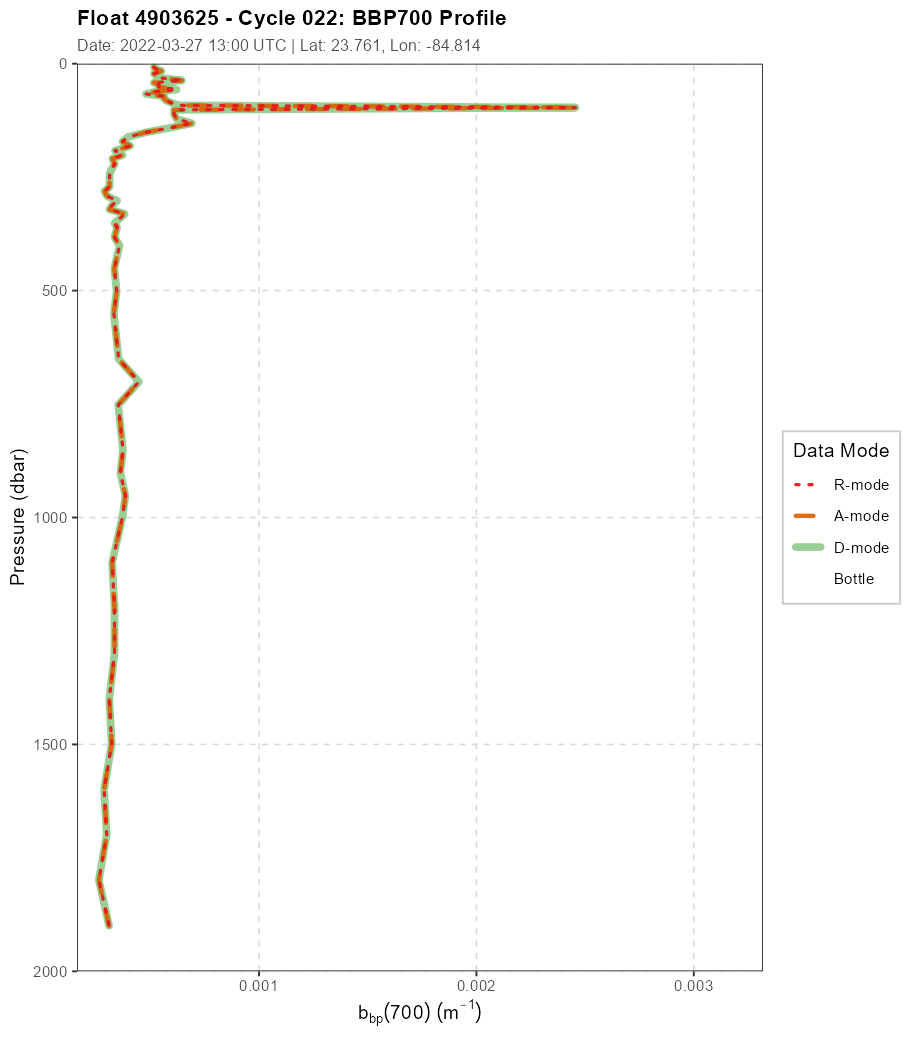 Float 4903625 - Cycle 022: BBP700 Profile
Date: 2022-03-27 13:00 UTC | Lat: 23.761, Lon: -84.814
0
500
1000
1500
2000
Pressure (dbar)
0.001
0.002
0.003
b_bp(700) (m⁻¹)
Data Mode
R-mode
A-mode
D-mode
Bottle